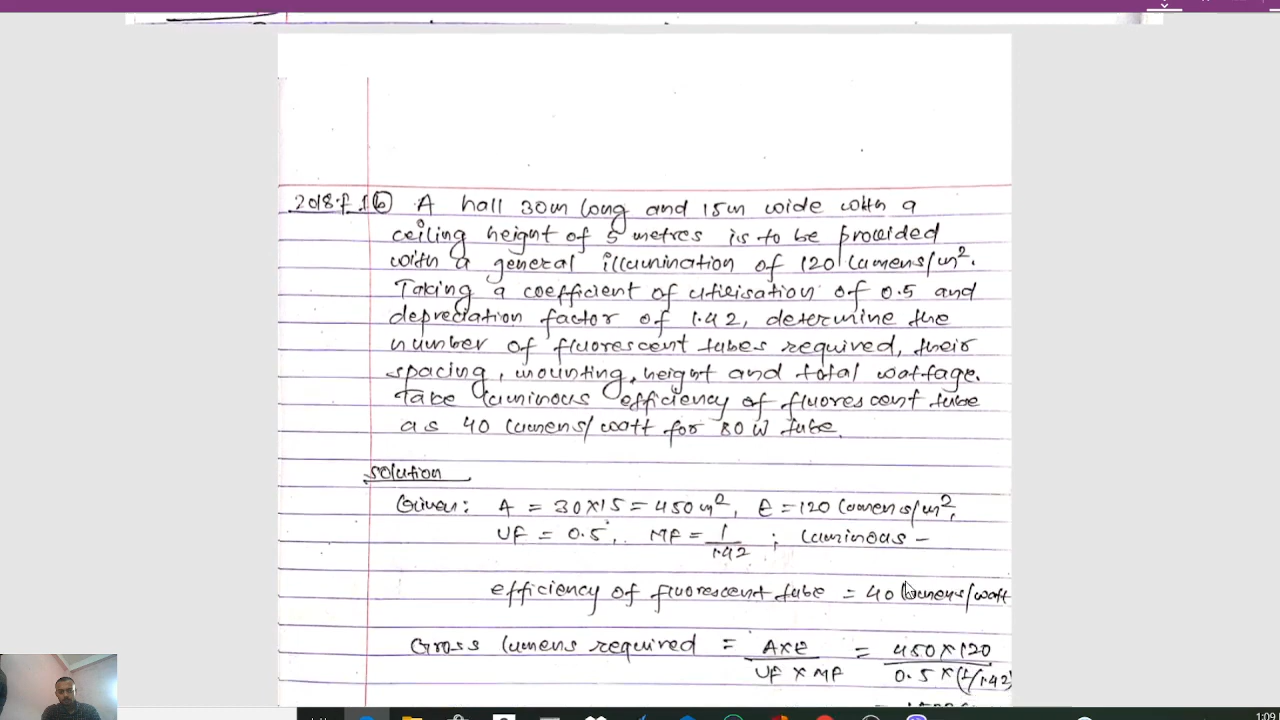 2018.f 1⑥ A hall 30m long and 15m wide with a
ceiling height of 5 metres is to be provided
with a general illumination of 120 lumens/m².
Taking a coefficient of utilisation of 0.5 and
depreciation factor of 1.42, determine the
number of fluorescent tubes required, their
spacing, mounting, height and total wattage.
Take luminous efficiency of fluorescent tube
as 40 lumens/watt for 80W tube.
Solution
Given: A = 30×15 = 450m², E = 120 lumens/m²,
UF = 0.5, MF = 1/1.42 ; luminous –
efficiency of fluorescent tube = 40 lumens/watt
Gross lumens required = A×E / UF × MF = 450×120 / 0.5×(1/1.42)
1:09